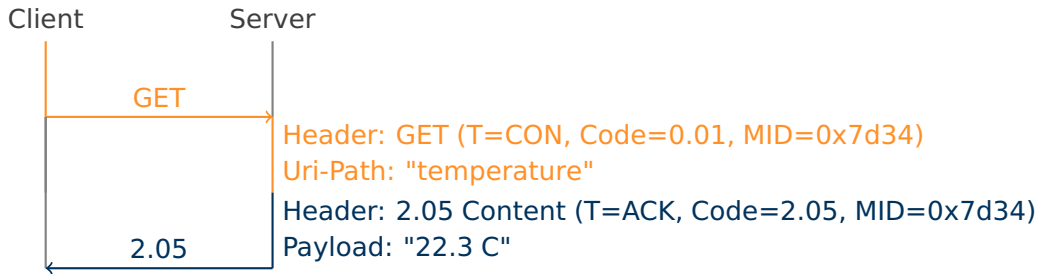 Client Server
GET
Header: GET (T=CON, Code=0.01, MID=0x7d34)
Uri-Path: "temperature"
Header: 2.05 Content (T=ACK, Code=2.05, MID=0x7d34)
2.05
Payload: "22.3 C"